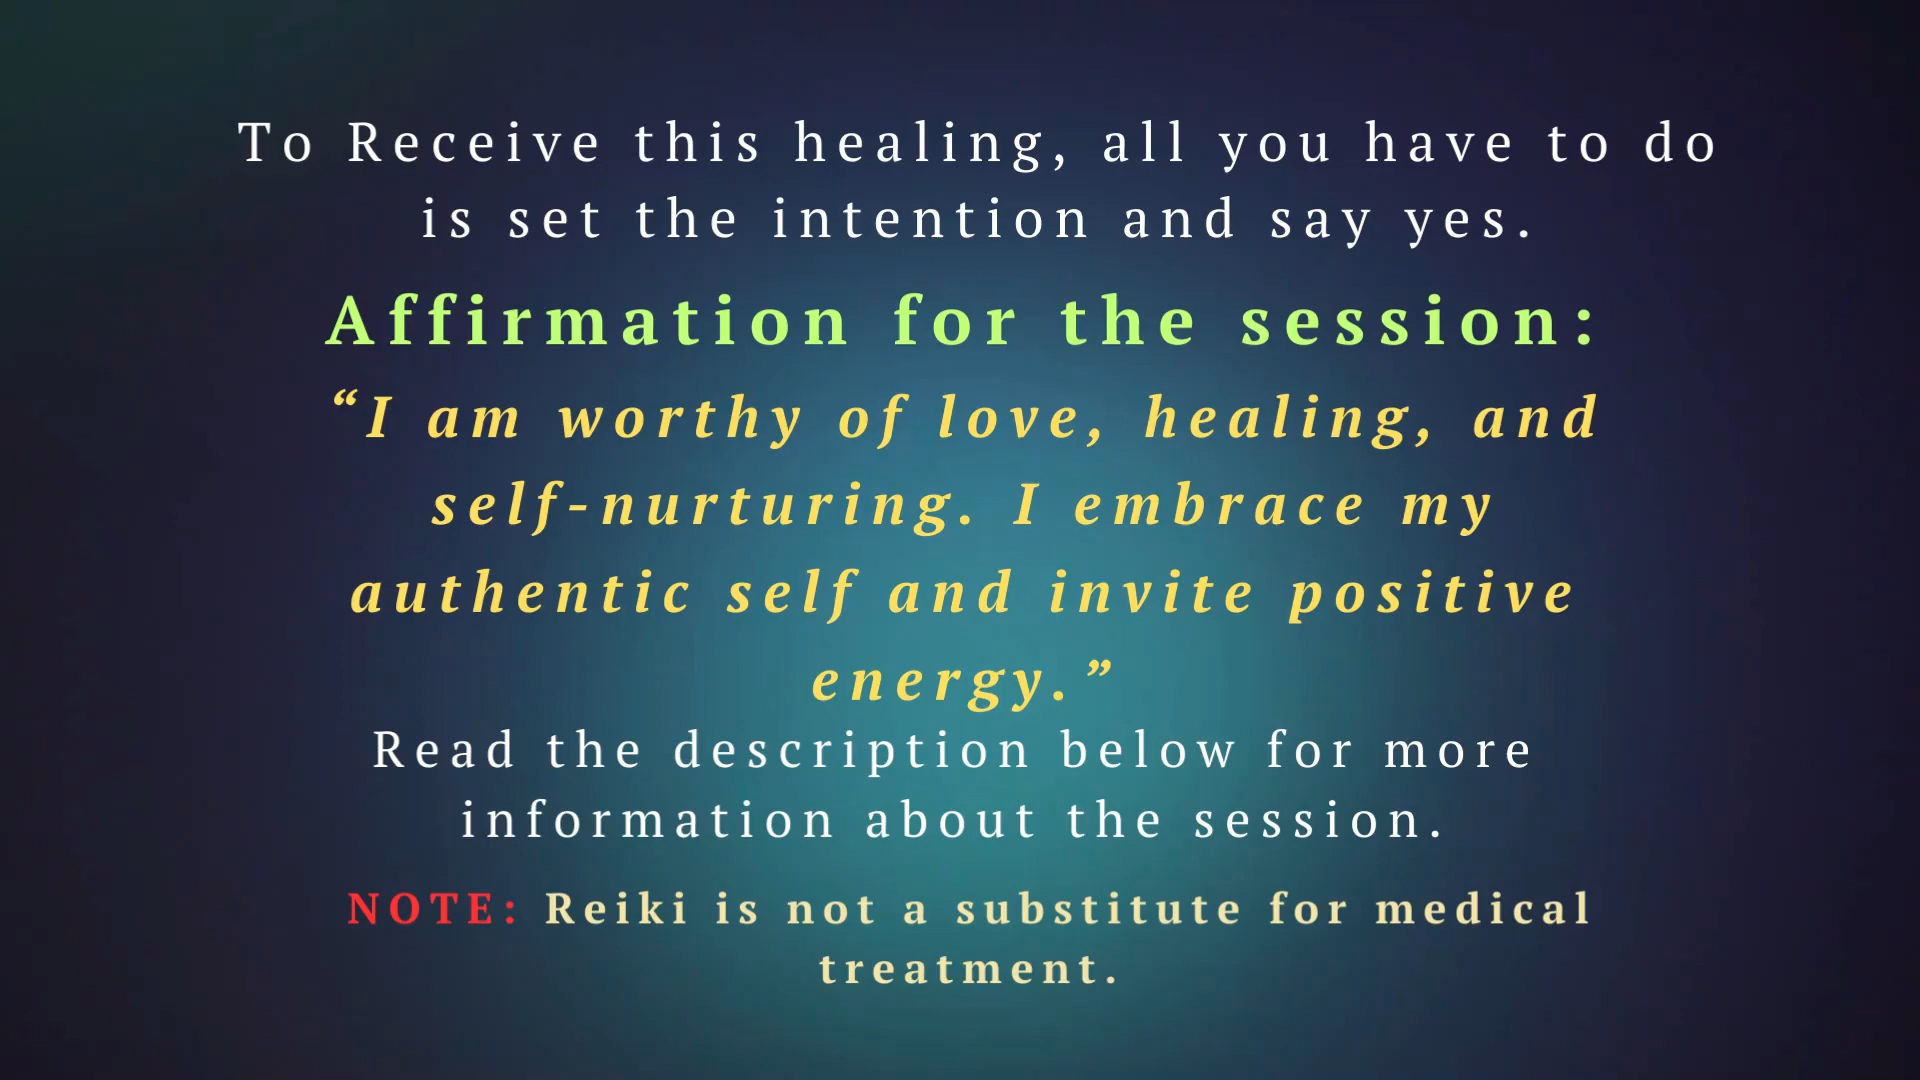 To Receive this healing, all you have to do
is set the intention and say yes.
Affirmation for the session:
“I am worthy of love, healing, and
self-nurturing. I embrace my
authentic self and invite positive
energy.”
Read the description below for more
information about the session.
NOTE: Reiki is not a substitute for medical
treatment.